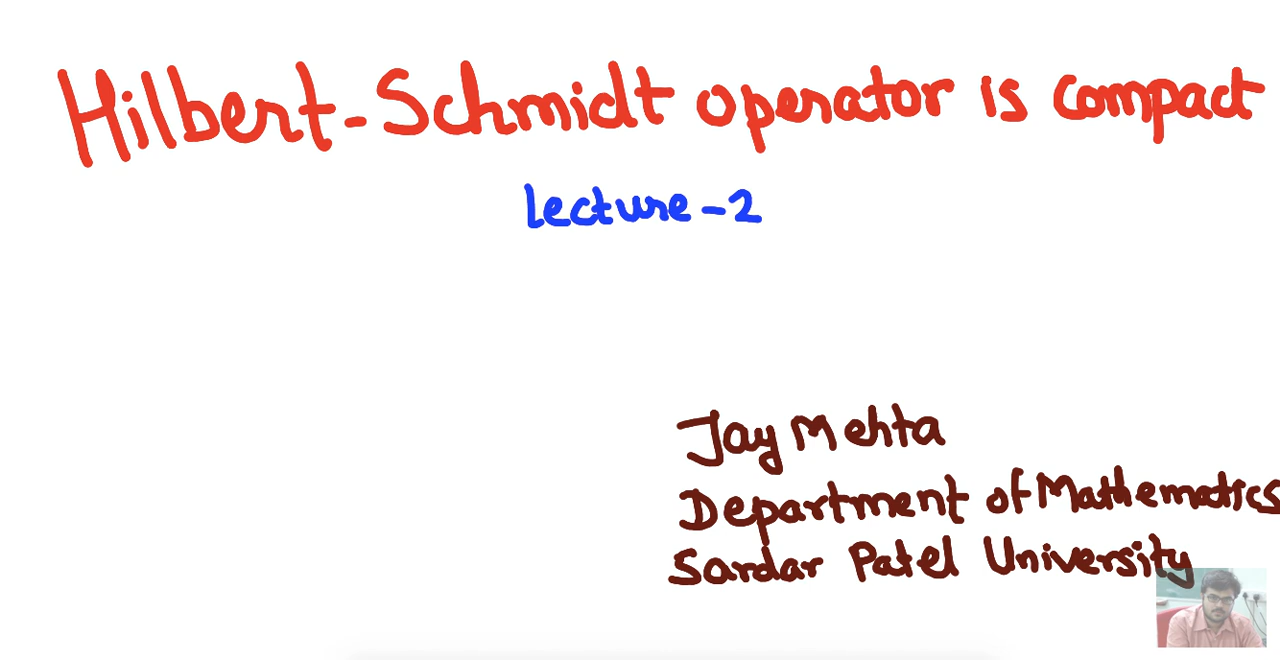 Hilbert-Schmidt operator is compact
Lecture-2
Jay Mehta
Department of Mathematics
Sardar Patel University